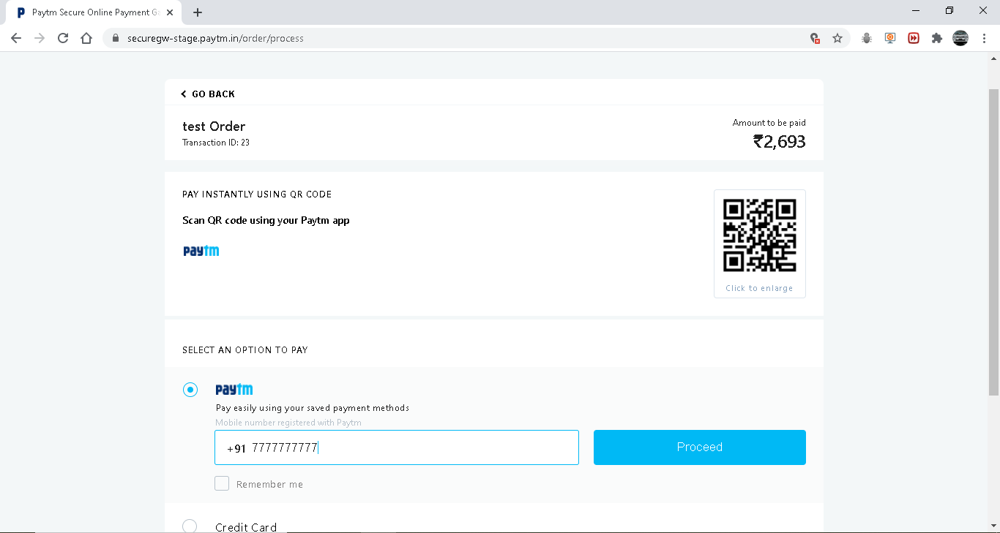 Paytm Secure Online Payment Ga
securegw-stage.paytm.in/order/process
GO BACK
test Order
Transaction ID: 23
Amount to be paid
₹2,693
PAY INSTANTLY USING QR CODE
Scan QR code using your Paytm app
paytm
Click to enlarge
SELECT AN OPTION TO PAY
paytm
Pay easily using your saved payment methods
Mobile number registered with Paytm
+91 7777777777
Proceed
Remember me
Credit Card